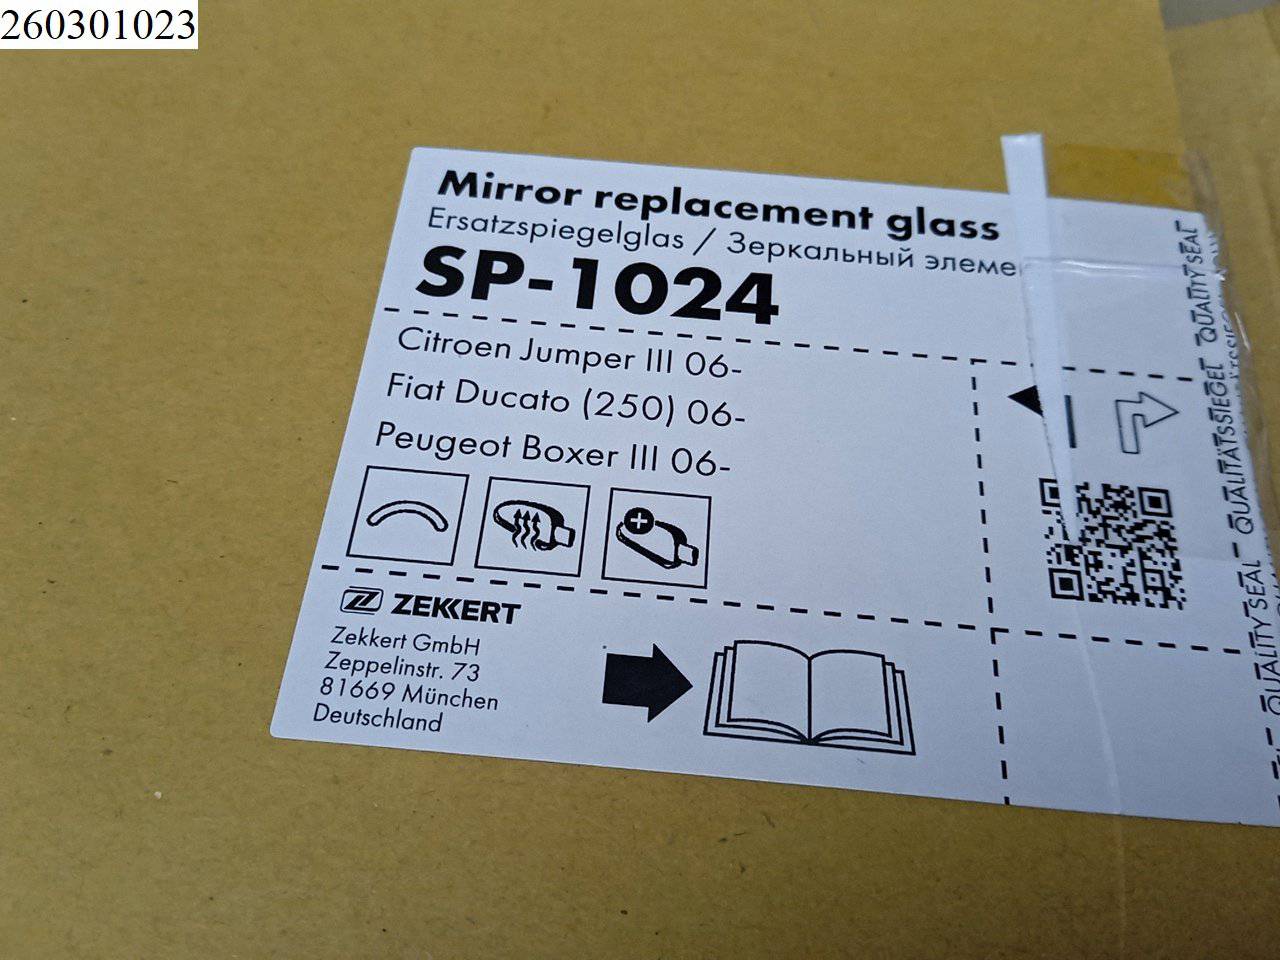 260301023
Mirror replacement glass
Ersatzspiegelglas / Зеркальный элеме
SP-1024
Citroen Jumper III 06-
Fiat Ducato (250) 06-
Peugeot Boxer III 06-
ZEKKERT
Zekkert GmbH
Zeppelinstr. 73
81669 München
Deutschland
QUALITY SEAL QUALITÄTSSIEGEL QUALITY SEAL